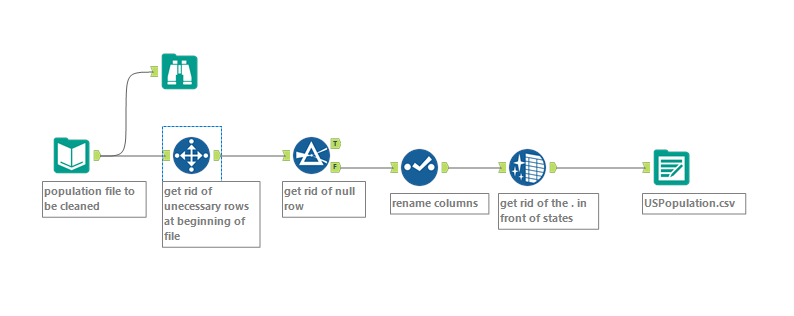 T
F
population file to
be cleaned
get rid of
unecessary rows
at beginning of
file
get rid of null
row
rename columns
get rid of the . in
front of states
USPopulation.csv